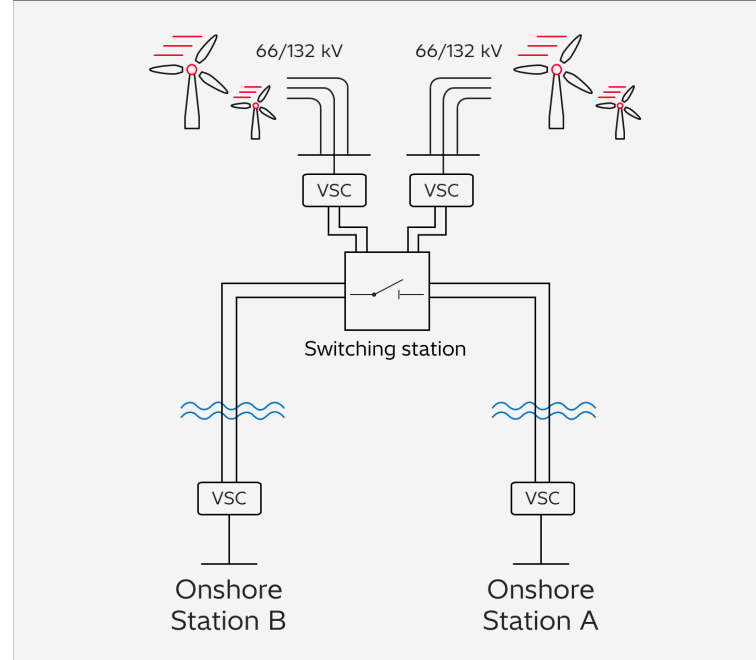 66/132 kV
66/132 kV
VSC
VSC
Switching station
VSC
VSC
Onshore
Station B
Onshore
Station A